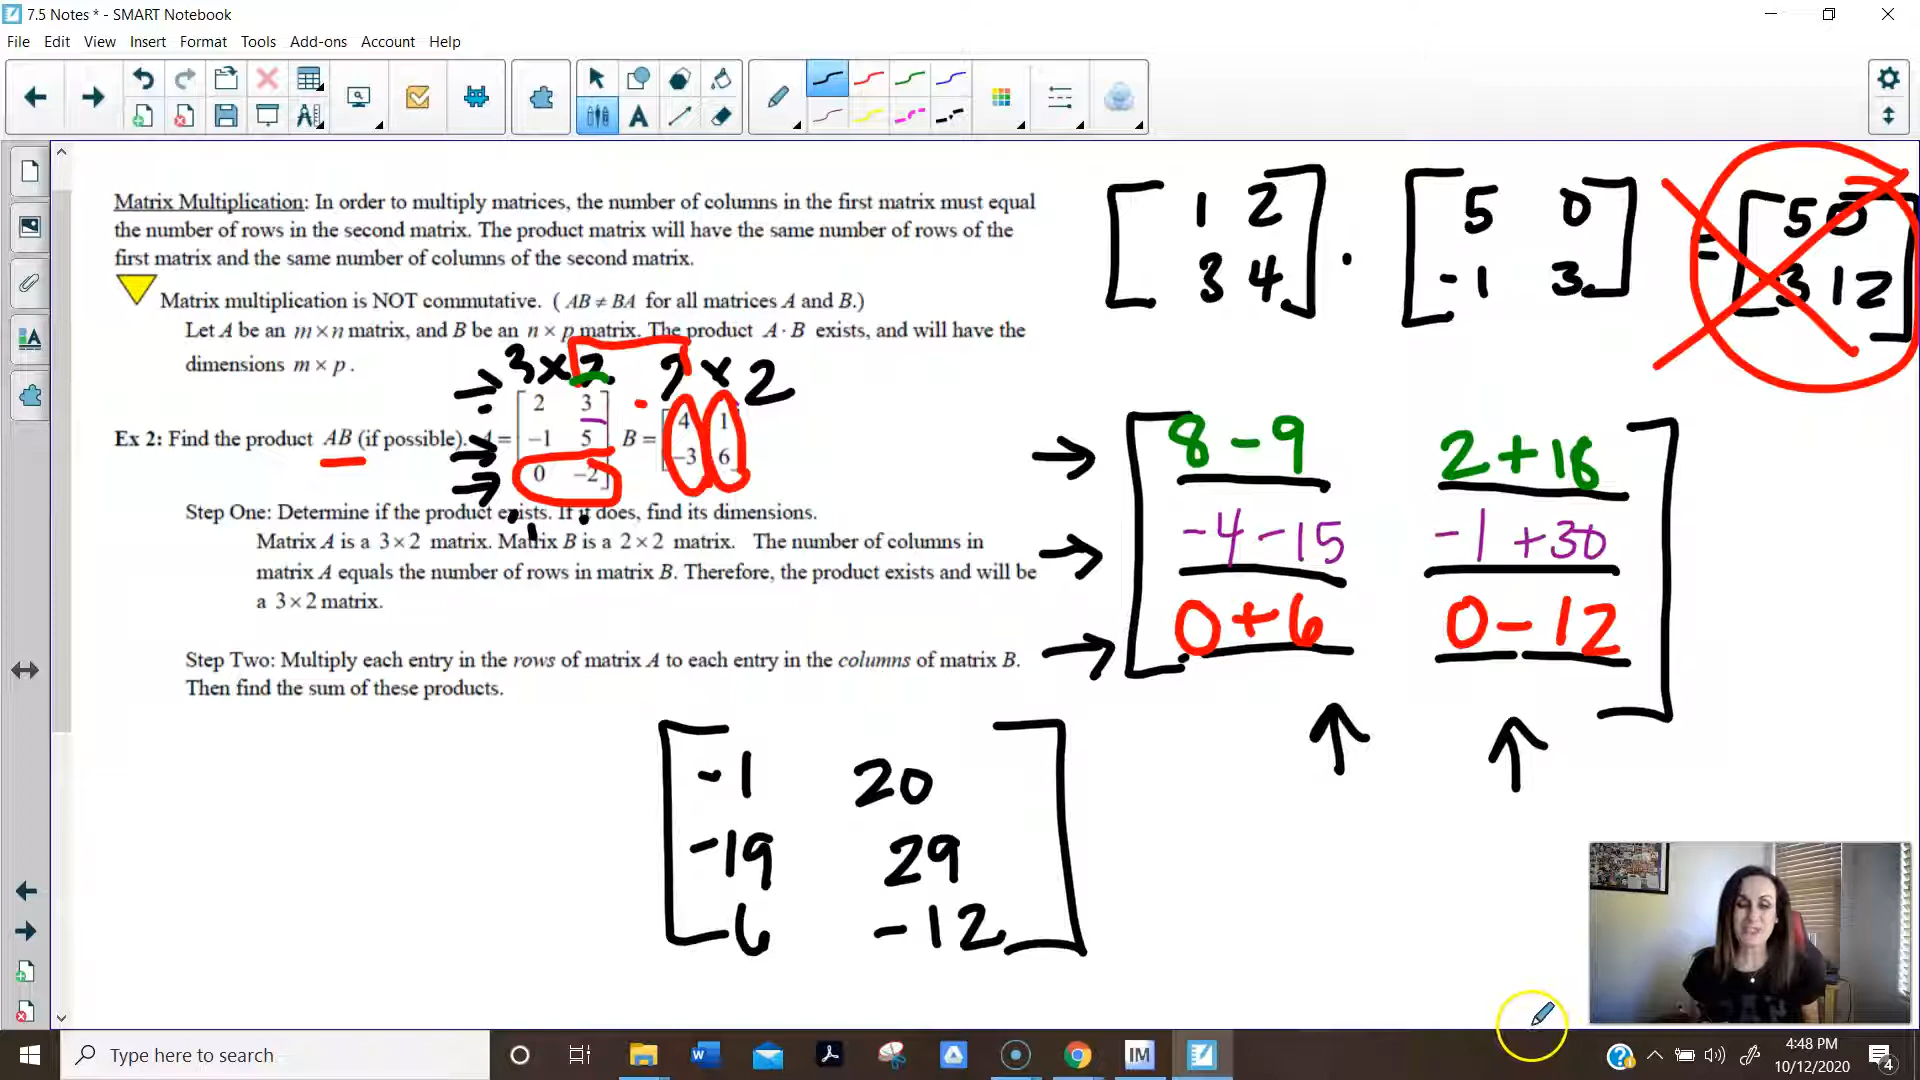 7.5 Notes * - SMART Notebook
File Edit View Insert Format Tools Add-ons Account Help
Matrix Multiplication: In order to multiply matrices, the number of columns in the first matrix must equal
the number of rows in the second matrix. The product matrix will have the same number of rows of the
first matrix and the same number of columns of the second matrix.
Matrix multiplication is NOT commutative. ( AB ≠ BA for all matrices A and B.)
Let A be an m × n matrix, and B be an n × p matrix. The product A · B exists, and will have the
dimensions m × p .
3 × 2 2 × 2
Ex 2: Find the product AB (if possible). A = B =
2 3
-1 5
0 -2
4 1
-3 6
Step One: Determine if the product exists. If it does, find its dimensions.
Matrix A is a 3 × 2 matrix. Matrix B is a 2 × 2 matrix. The number of columns in
matrix A equals the number of rows in matrix B. Therefore, the product exists and will be
a 3 × 2 matrix.
Step Two: Multiply each entry in the rows of matrix A to each entry in the columns of matrix B.
Then find the sum of these products.
-1 20
-19 29
6 -12
1 2 · 5 0 = 5 0
3 4 -1 3 -3 12
8 - 9 2 + 18
-4 - 15 -1 + 30
0 + 6 0 - 12
Type here to search
IM
4:48 PM
10/12/2020
4